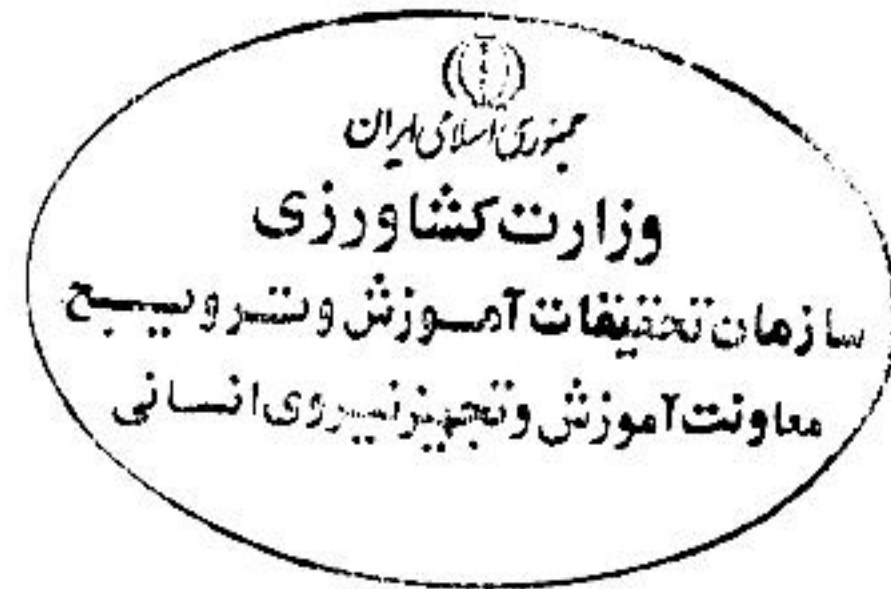 جمهوری اسلامی ایران
وزارت کشاورزی
سازمان تحقیقات آموزش و ترویج
معاونت آموزش و تجهیز نیروی انسانی